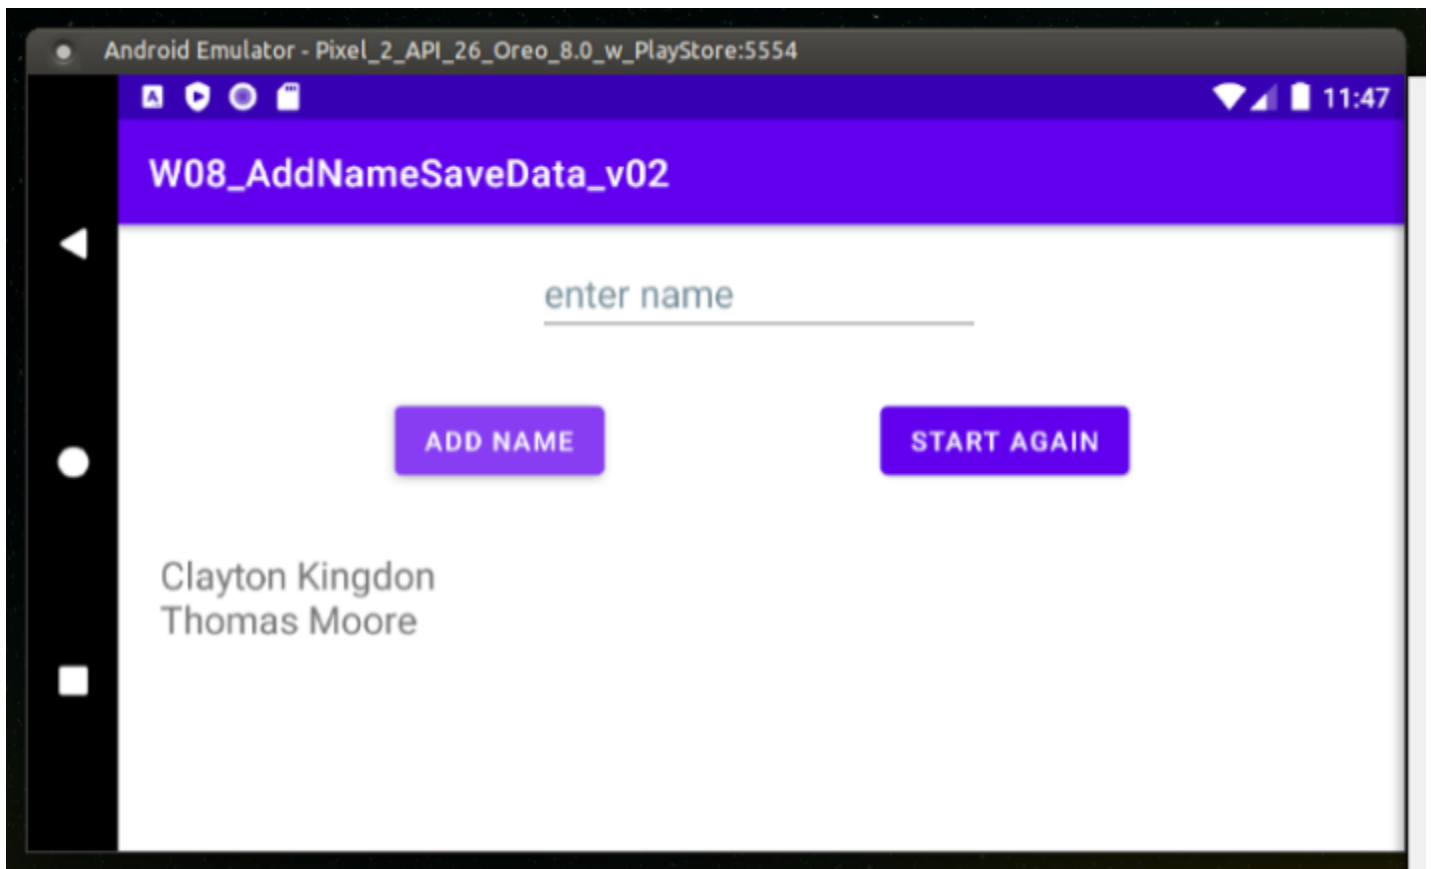 Android Emulator - Pixel_2_API_26_Oreo_8.0_w_PlayStore:5554
A
11:47
W08_AddNameSaveData_v02
enter name
ADD NAME
START AGAIN
Clayton Kingdon
Thomas Moore